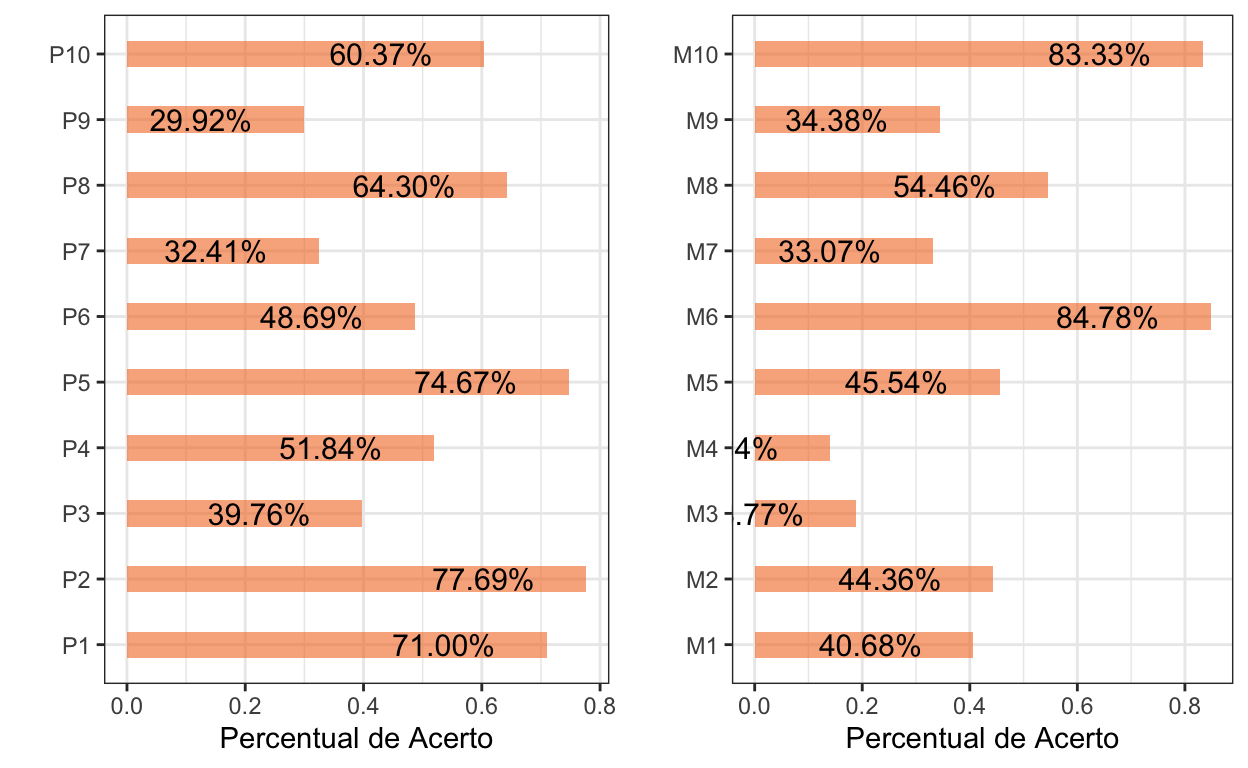 P10 60.37%
P9 29.92%
P8 64.30%
P7 32.41%
P6 48.69%
P5 74.67%
P4 51.84%
P3 39.76%
P2 77.69%
P1 71.00%
0.0 0.2 0.4 0.6 0.8
Percentual de Acerto
M10 83.33%
M9 34.38%
M8 54.46%
M7 33.07%
M6 84.78%
M5 45.54%
M4 4%
M3 .77%
M2 44.36%
M1 40.68%
0.0 0.2 0.4 0.6 0.8
Percentual de Acerto